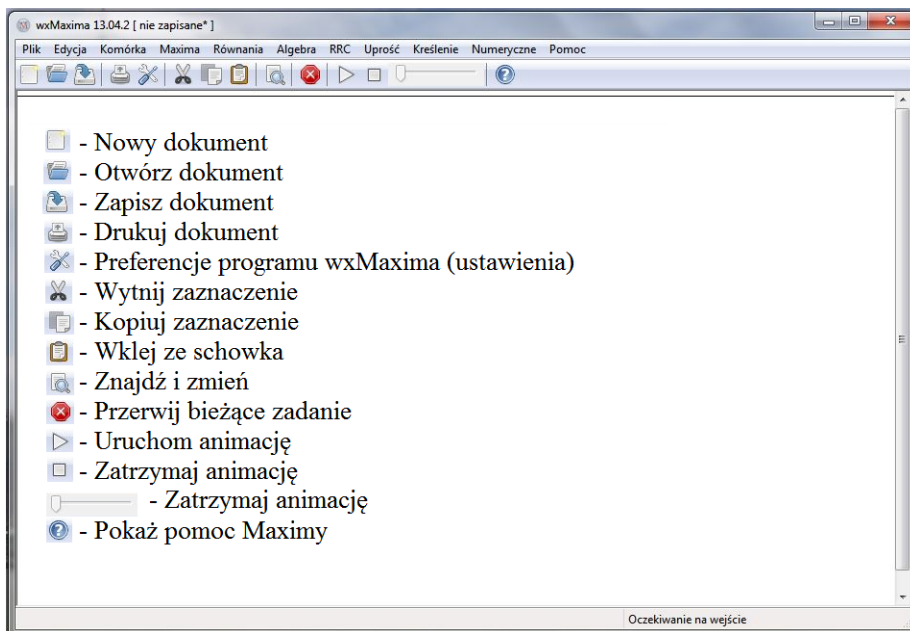 wxMaxima 13.04.2 [ nie zapisane* ]
Plik Edycja Komórka Maxima Równania Algebra RRC Uprość Kreślenie Numeryczne Pomoc
- Nowy dokument
- Otwórz dokument
- Zapisz dokument
- Drukuj dokument
- Preferencje programu wxMaxima (ustawienia)
- Wytnij zaznaczenie
- Kopiuj zaznaczenie
- Wklej ze schowka
- Znajdź i zmień
- Przerwij bieżące zadanie
- Uruchom animację
- Zatrzymaj animację
- Zatrzymaj animację
- Pokaż pomoc Maximy
Oczekiwanie na wejście